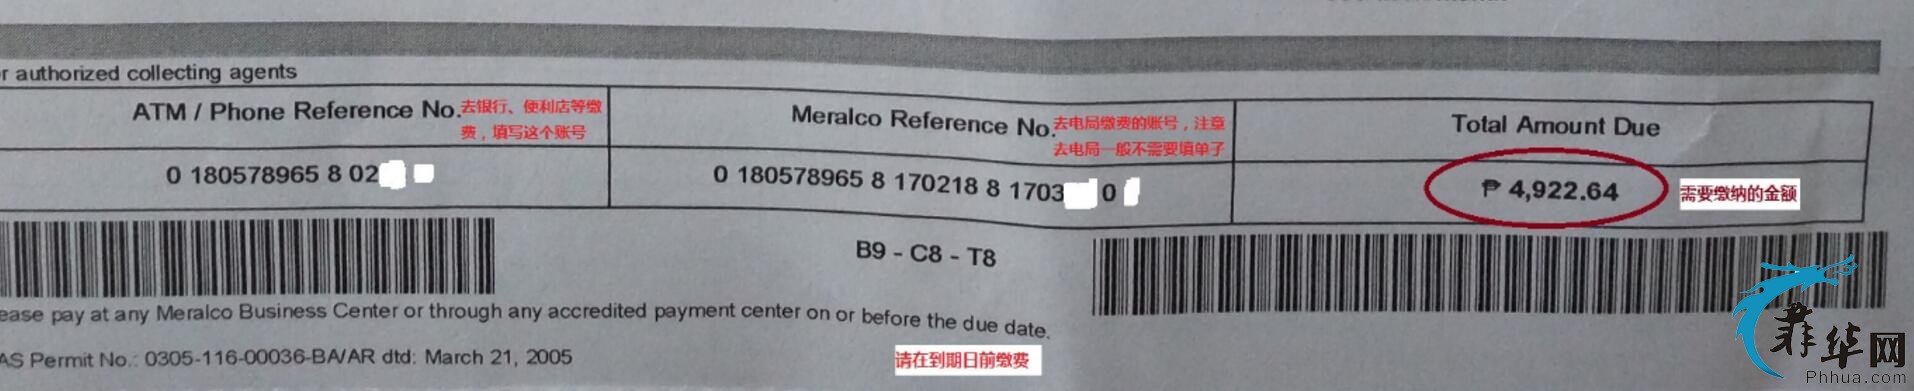 r authorized collecting agents
ATM / Phone Reference No.
去银行、便利店等缴
费，填写这个账号
Meralco Reference No.
去电局缴费的账号，注意
去电局一般不需要填单子
Total Amount Due
0 180578965 8 02
0 180578965 8 170218 8 1703 0
₱ 4,922.64
需要缴纳的金额
B9 - C8 - T8
ease pay at any Meralco Business Center or through any accredited payment center on or before the due date.
AS Permit No.: 0305-116-00036-BA/AR dtd: March 21, 2005
请在到期日前缴费
菲华网
Phhua.com